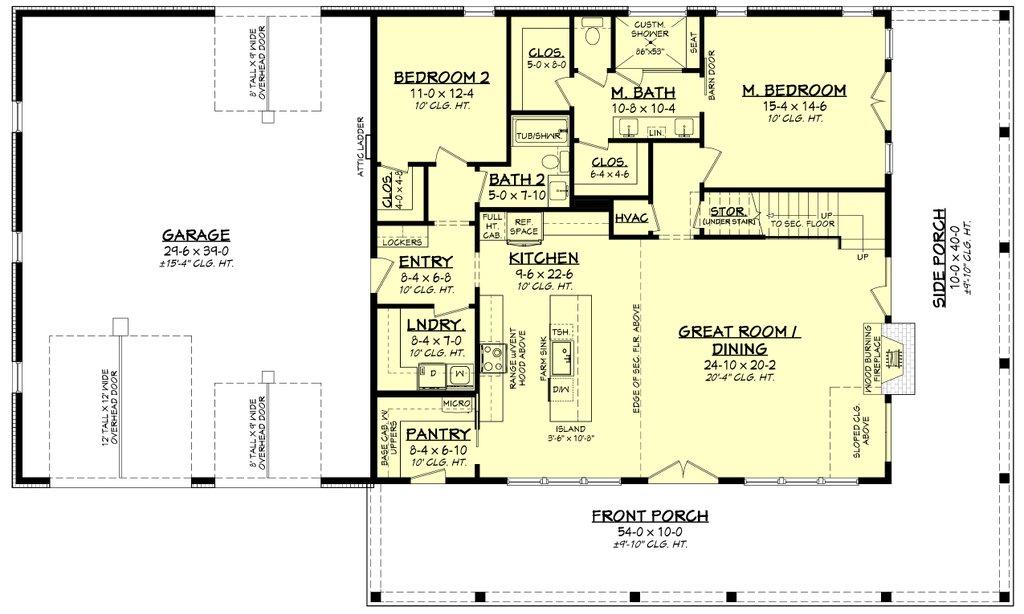 8' TALL X 9' WIDE
OVERHEAD DOOR
ATTIC LADDER
BEDROOM 2
11-0 x 12-4
10' CLG. HT.
CLOS.
5-0 x 8-0
CUSTM.
SHOWER
86"x53"
SEAT
BARN DOOR
M. BATH
10-8 x 10-4
LIN.
M. BEDROOM
15-4 x 14-6
10' CLG. HT.
TUB/SHWR.
CLOS.
4-0 x 4-8
BATH 2
5-0 x 7-10
CLOS.
6-4 x 4-6
HVAC
STOR.
(UNDER STAIR)
UP
TO SEC. FLOOR
UP
GARAGE
29-6 x 39-0
±15'-4" CLG. HT.
LOCKERS
ENTRY
8-4 x 6-8
10' CLG. HT.
FULL
HT.
CAB.
REF.
SPACE
KITCHEN
9-6 x 22-6
10' CLG. HT.
SIDE PORCH
10-0 x 40-0
±9'-10" CLG. HT.
LNDRY.
8-4 x 7-0
10' CLG. HT.
D
W
RANGE w/VENT
HOOD ABOVE
FARM SINK
TSH.
D/W
ISLAND
3'-6" x 10'-8"
EDGE OF SEC. FLR. ABOVE
GREAT ROOM /
DINING
24-10 x 20-2
20'-4" CLG. HT.
WOOD BURNING
FIREPLACE
SLOPED CLG.
ABOVE
12' TALL X 12' WIDE
OVERHEAD DOOR
8' TALL X 9' WIDE
OVERHEAD DOOR
MICRO
BASE CAB. W/
UPPERS
PANTRY
8-4 x 6-10
10' CLG. HT.
FRONT PORCH
54-0 x 10-0
±9'-10" CLG. HT.